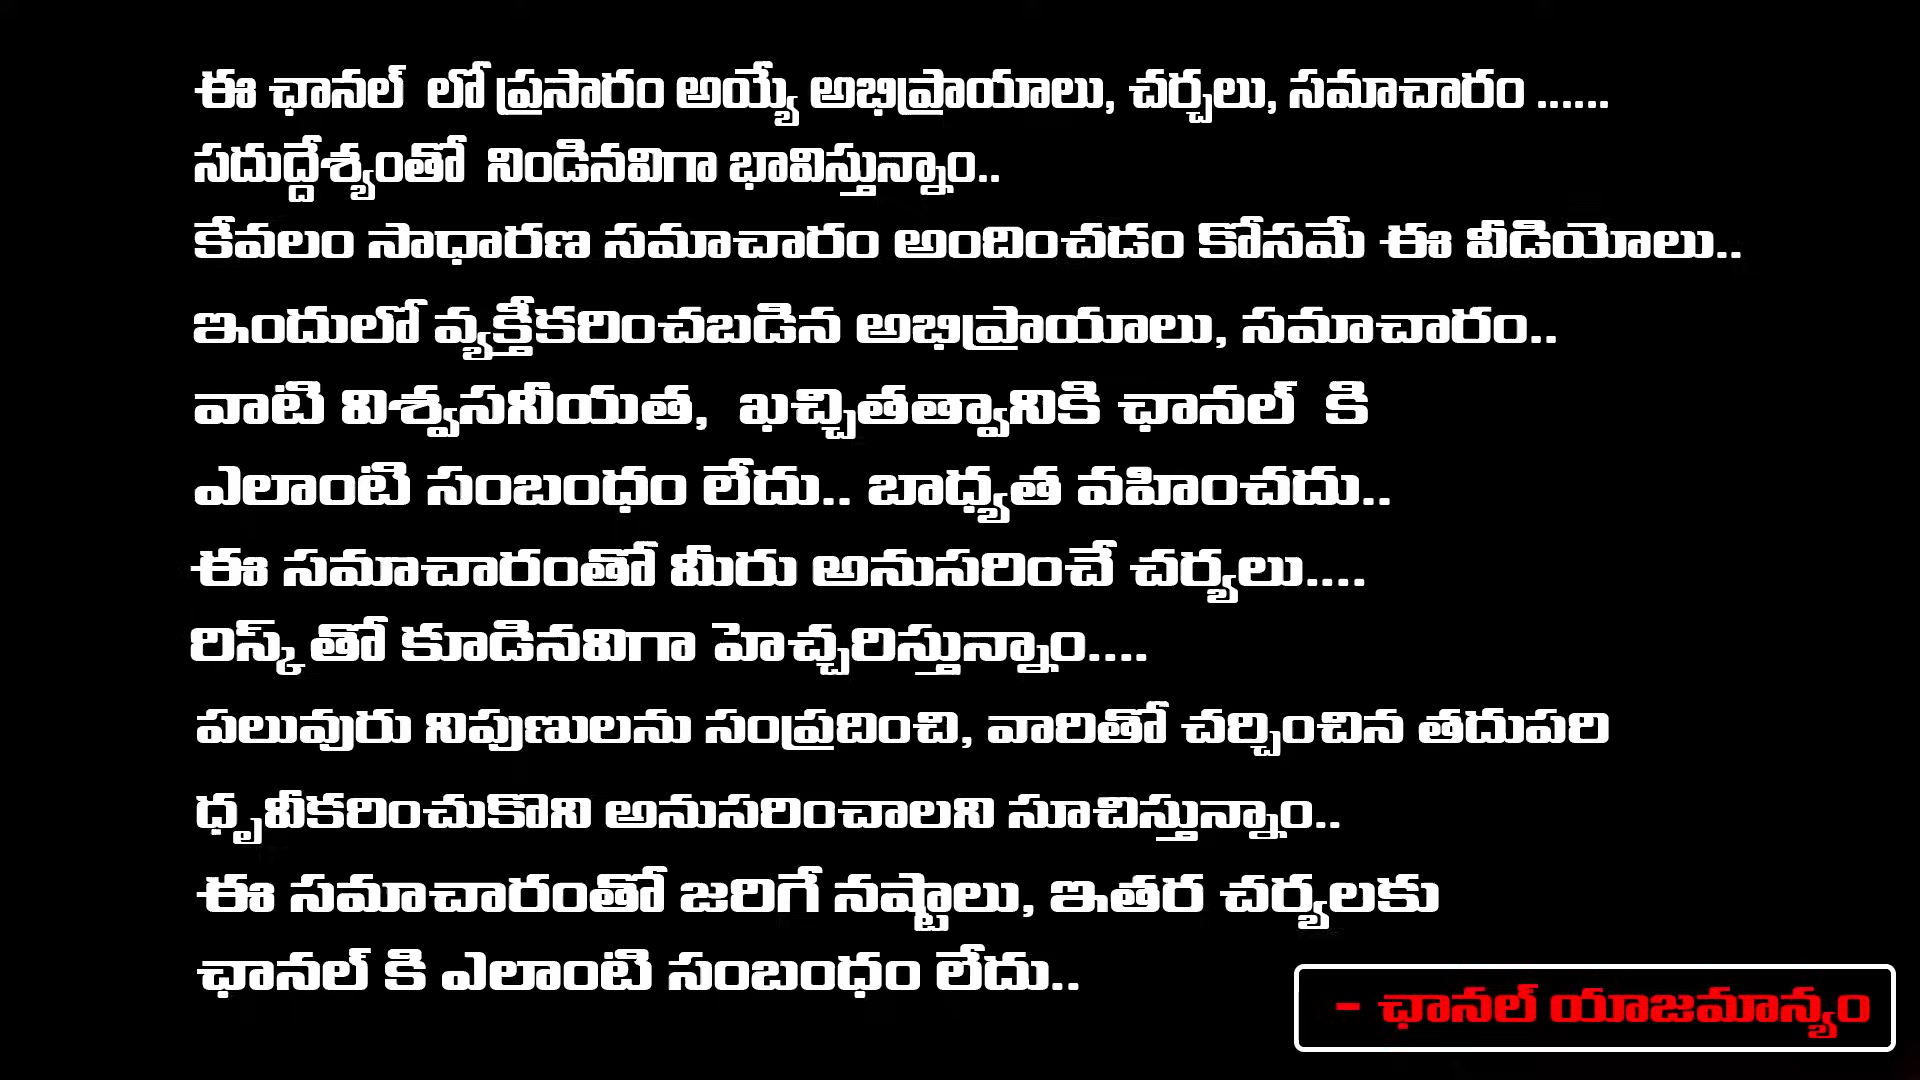 ఈ ఛానల్ లో ప్రసారం అయ్యే అభిప్రాయాలు, చర్చలు, సమాచారం ......
సదుద్దేశ్యంతో నిండినవిగా భావిస్తున్నాం..
కేవలం సాధారణ సమాచారం అందించడం కోసమే ఈ వీడియోలు..
ఇందులో వ్యక్తీకరించబడిన అభిప్రాయాలు, సమాచారం..
వాటి విశ్వసనీయత, ఖచ్చితత్వానికి ఛానల్ కి
ఎలాంటి సంబంధం లేదు.. బాధ్యత వహించదు..
ఈ సమాచారంతో మీరు అనుసరించే చర్యలు....
రిస్క్ తో కూడినవిగా హెచ్చరిస్తున్నాం....
పలువురు నిపుణులను సంప్రదించి, వారితో చర్చించిన తదుపరి
ధృవీకరించుకొని అనుసరించాలని సూచిస్తున్నాం..
ఈ సమాచారంతో జరిగే నష్టాలు, ఇతర చర్యలకు
ఛానల్ కి ఎలాంటి సంబంధం లేదు..
- ఛానల్ యాజమాన్యం